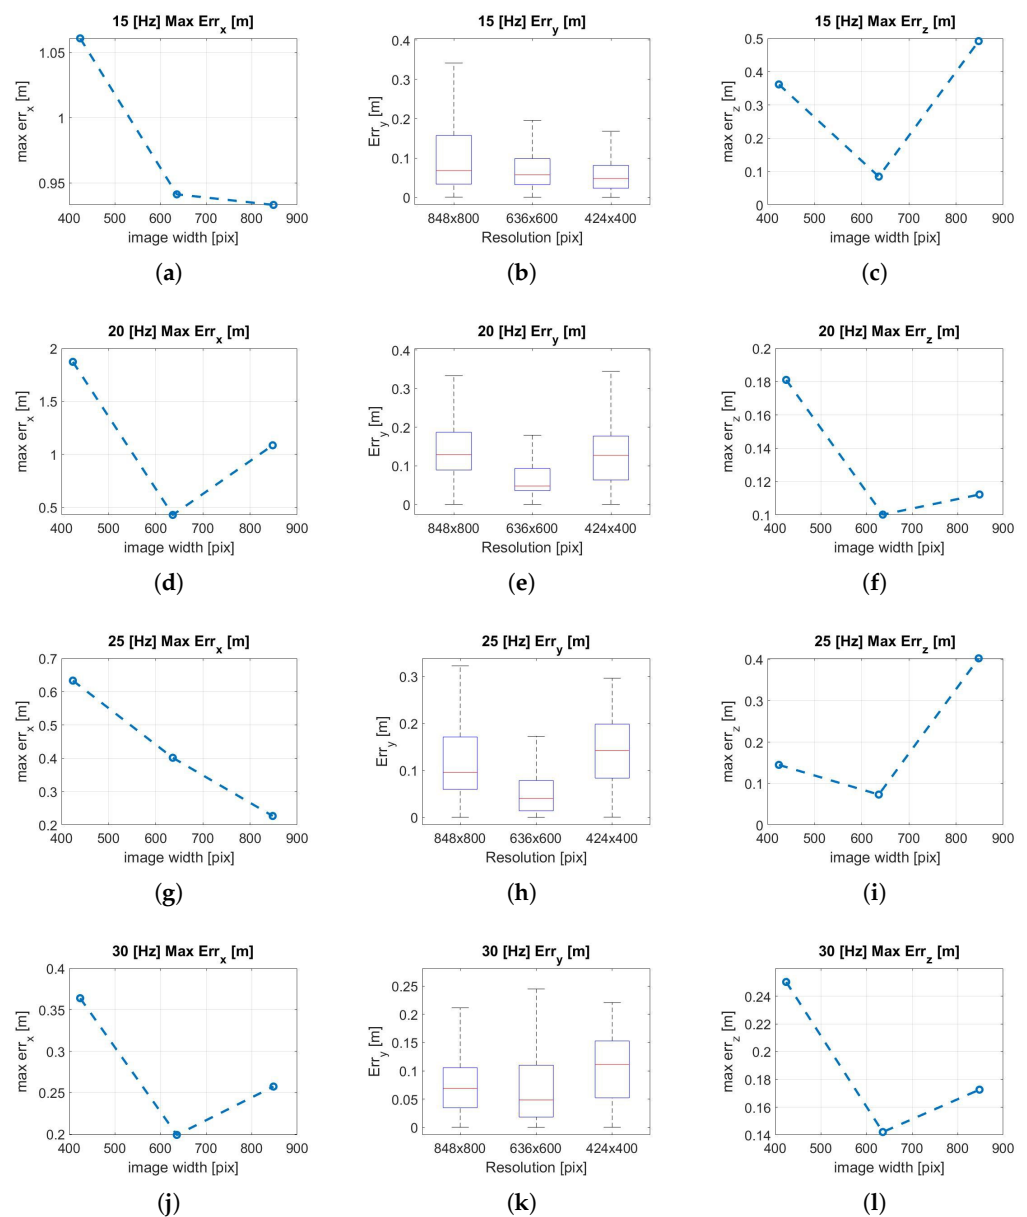 15 [Hz] Max Err_x [m]
max err_x [m]
1.05
1
0.95
400 500 600 700 800 900
image width [pix]
(a)
15 [Hz] Err_y [m]
Err_y [m]
0.4
0.3
0.2
0.1
0
848x800 636x600 424x400
Resolution [pix]
(b)
15 [Hz] Max Err_z [m]
max err_z [m]
0.5
0.4
0.3
0.2
0.1
0
400 500 600 700 800 900
image width [pix]
(c)
20 [Hz] Max Err_x [m]
max err_x [m]
2
1.5
1
0.5
400 500 600 700 800 900
image width [pix]
(d)
20 [Hz] Err_y [m]
Err_y [m]
0.4
0.3
0.2
0.1
0
848x800 636x600 424x400
Resolution [pix]
(e)
20 [Hz] Max Err_z [m]
max err_z [m]
0.2
0.18
0.16
0.14
0.12
0.1
400 500 600 700 800 900
image width [pix]
(f)
25 [Hz] Max Err_x [m]
max err_x [m]
0.7
0.6
0.5
0.4
0.3
0.2
400 500 600 700 800 900
image width [pix]
(g)
25 [Hz] Err_y [m]
Err_y [m]
0.3
0.2
0.1
0
848x800 636x600 424x400
Resolution [pix]
(h)
25 [Hz] Max Err_z [m]
max err_z [m]
0.4
0.3
0.2
0.1
0
400 500 600 700 800 900
image width [pix]
(i)
30 [Hz] Max Err_x [m]
max err_x [m]
0.4
0.35
0.3
0.25
0.2
400 500 600 700 800 900
image width [pix]
(j)
30 [Hz] Err_y [m]
Err_y [m]
0.25
0.2
0.15
0.1
0.05
0
848x800 636x600 424x400
Resolution [pix]
(k)
30 [Hz] Max Err_z [m]
max err_z [m]
0.24
0.22
0.2
0.18
0.16
0.14
400 500 600 700 800 900
image width [pix]
(l)